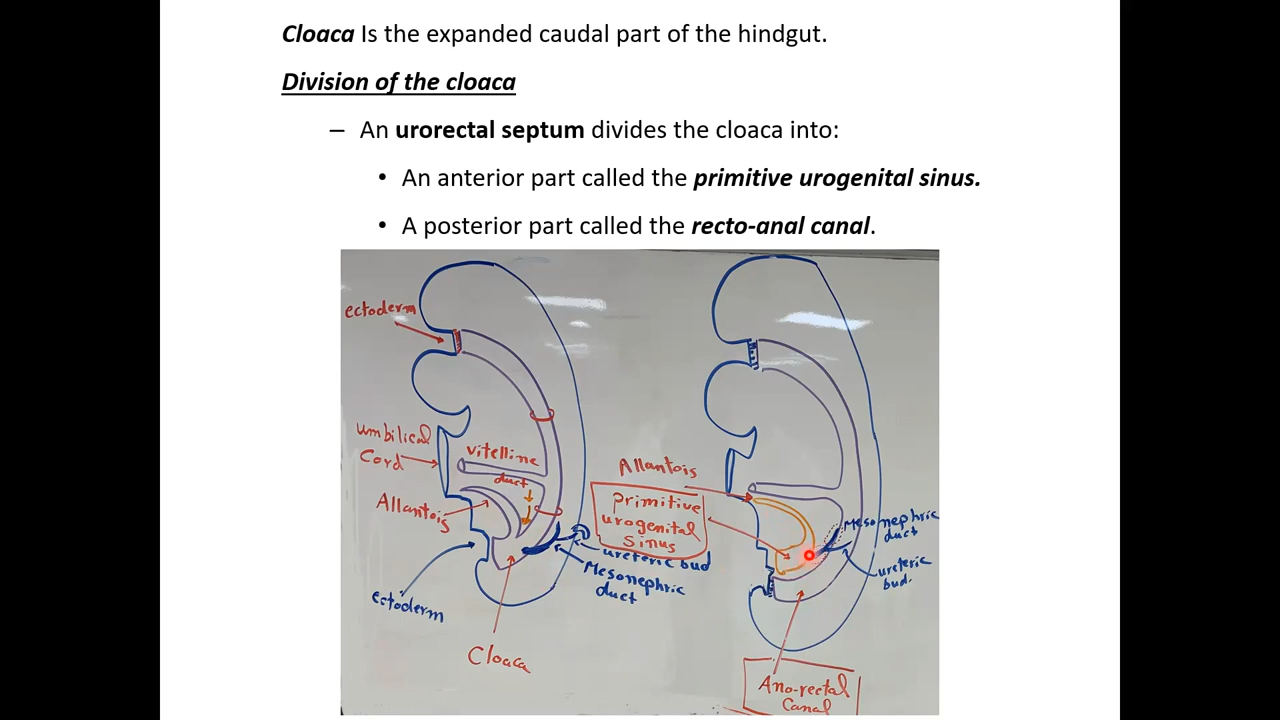 Cloaca Is the expanded caudal part of the hindgut.
Division of the cloaca
– An urorectal septum divides the cloaca into:
• An anterior part called the primitive urogenital sinus.
• A posterior part called the recto-anal canal.
ectoderm
umbilical
Cord
vitelline
duct
Allantois
ectoderm
Cloaca
ureteric bud
Mesonephric
duct
Allantois
primitive
urogenital
sinus
Mesonephric
duct
ureteric
bud.
Ano-rectal
Canal